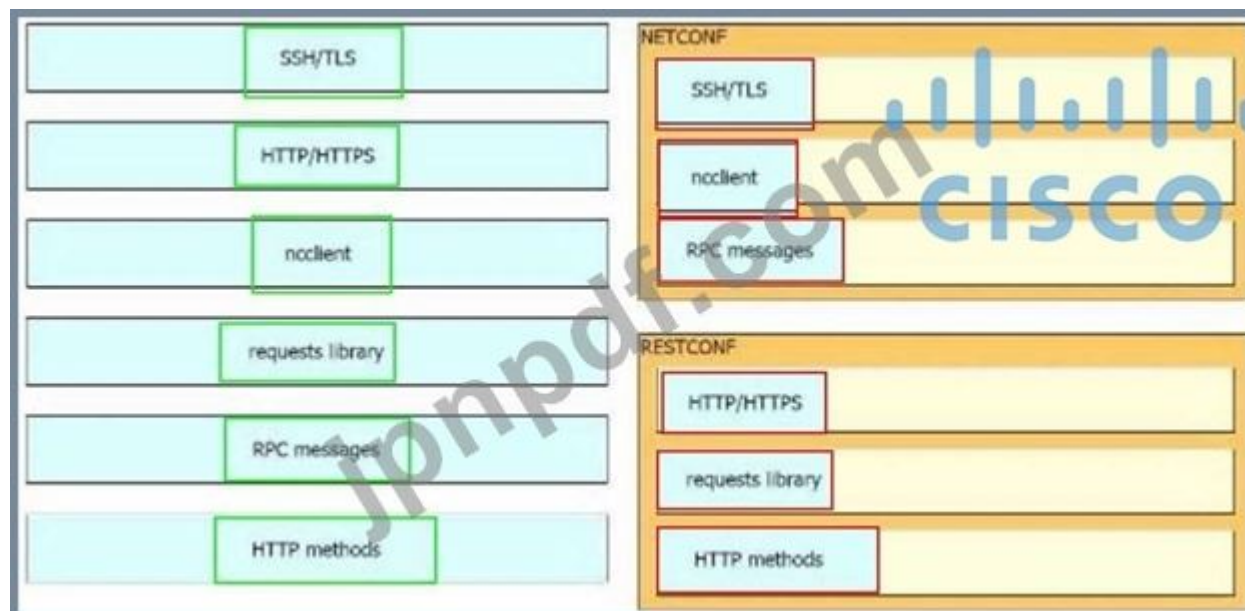 SSH/TLS
HTTP/HTTPS
ncclient
requests library
RPC messages
HTTP methods
NETCONF
SSH/TLS
ncclient
RPC messages
RESTCONF
HTTP/HTTPS
requests library
HTTP methods
CISCO
jpnpdf.com